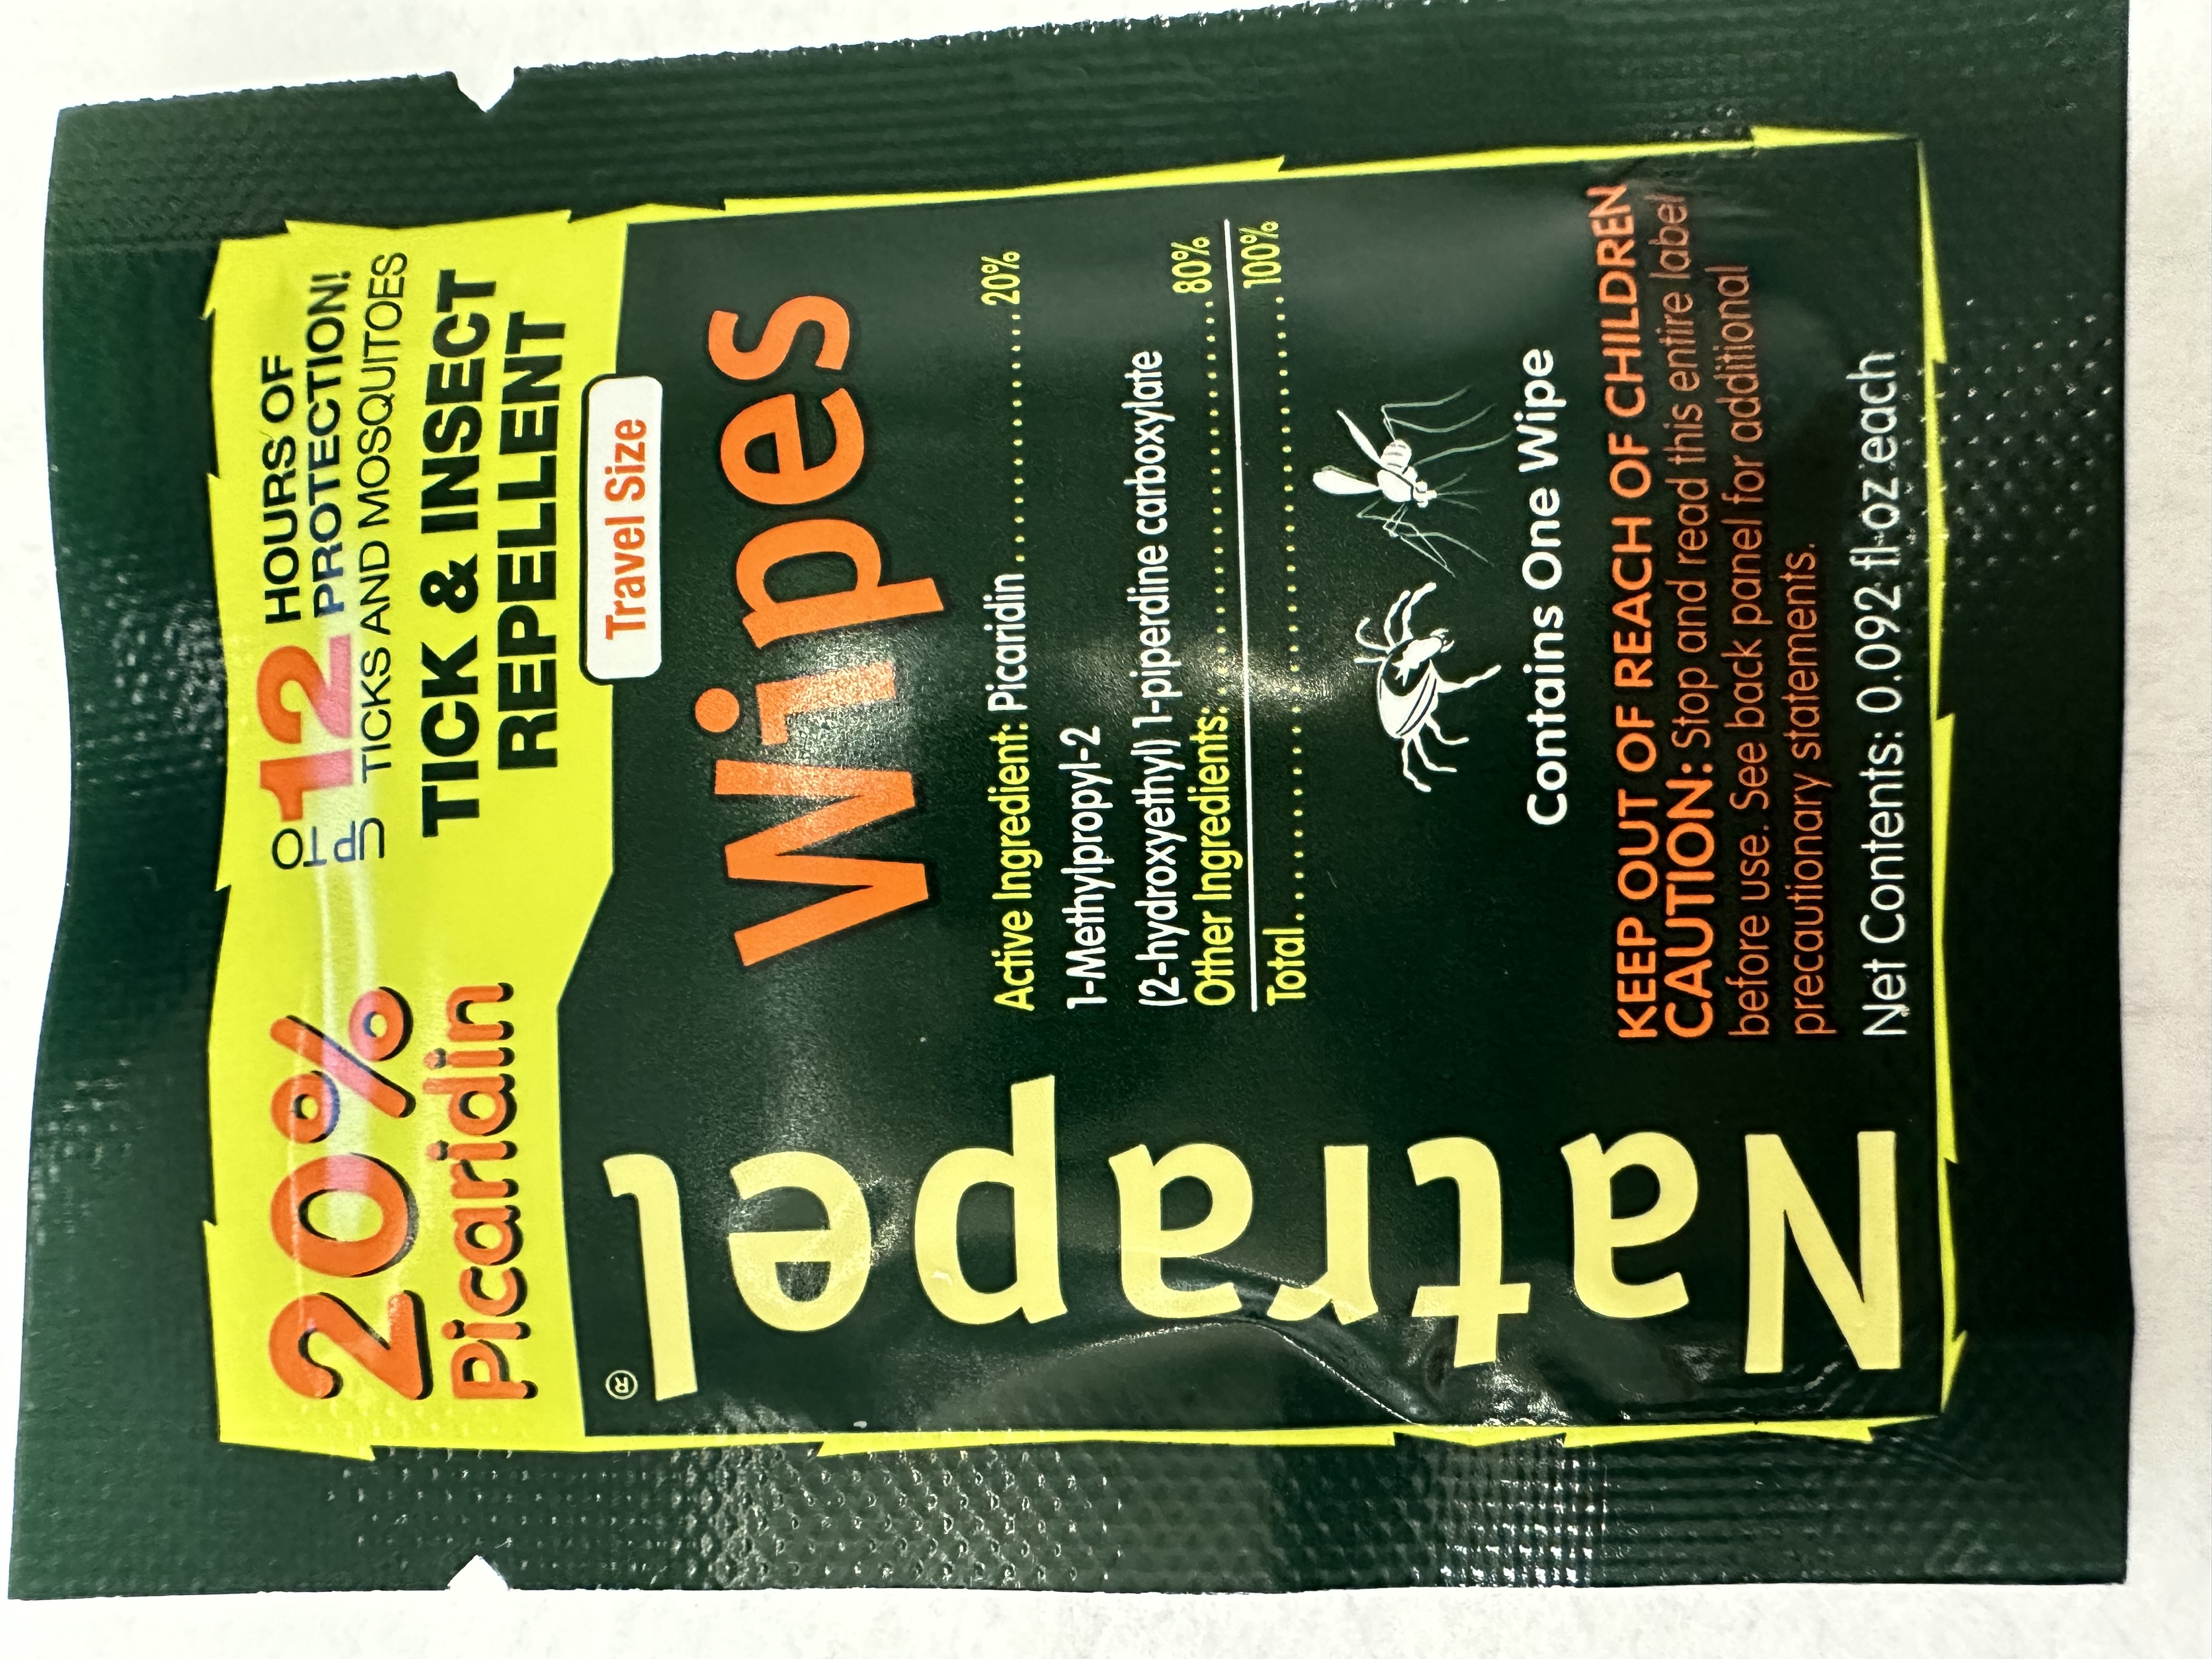 20%
Picaridin
UP TO 12 HOURS OF
PROTECTION!
TICKS AND MOSQUITOES
TICK & INSECT
REPELLENT
Travel Size
Natrapel®
Wipes
Active Ingredient: Picaridin.....................20%
1-Methylpropyl-2
(2-hydroxyethyl) 1-piperdine carboxylate
Other Ingredients:.............................80%
Total...........................................100%
Contains One Wipe
KEEP OUT OF REACH OF CHILDREN
CAUTION: Stop and read this entire label
before use. See back panel for additional
precautionary statements.
Net Contents: 0.092 fl oz each